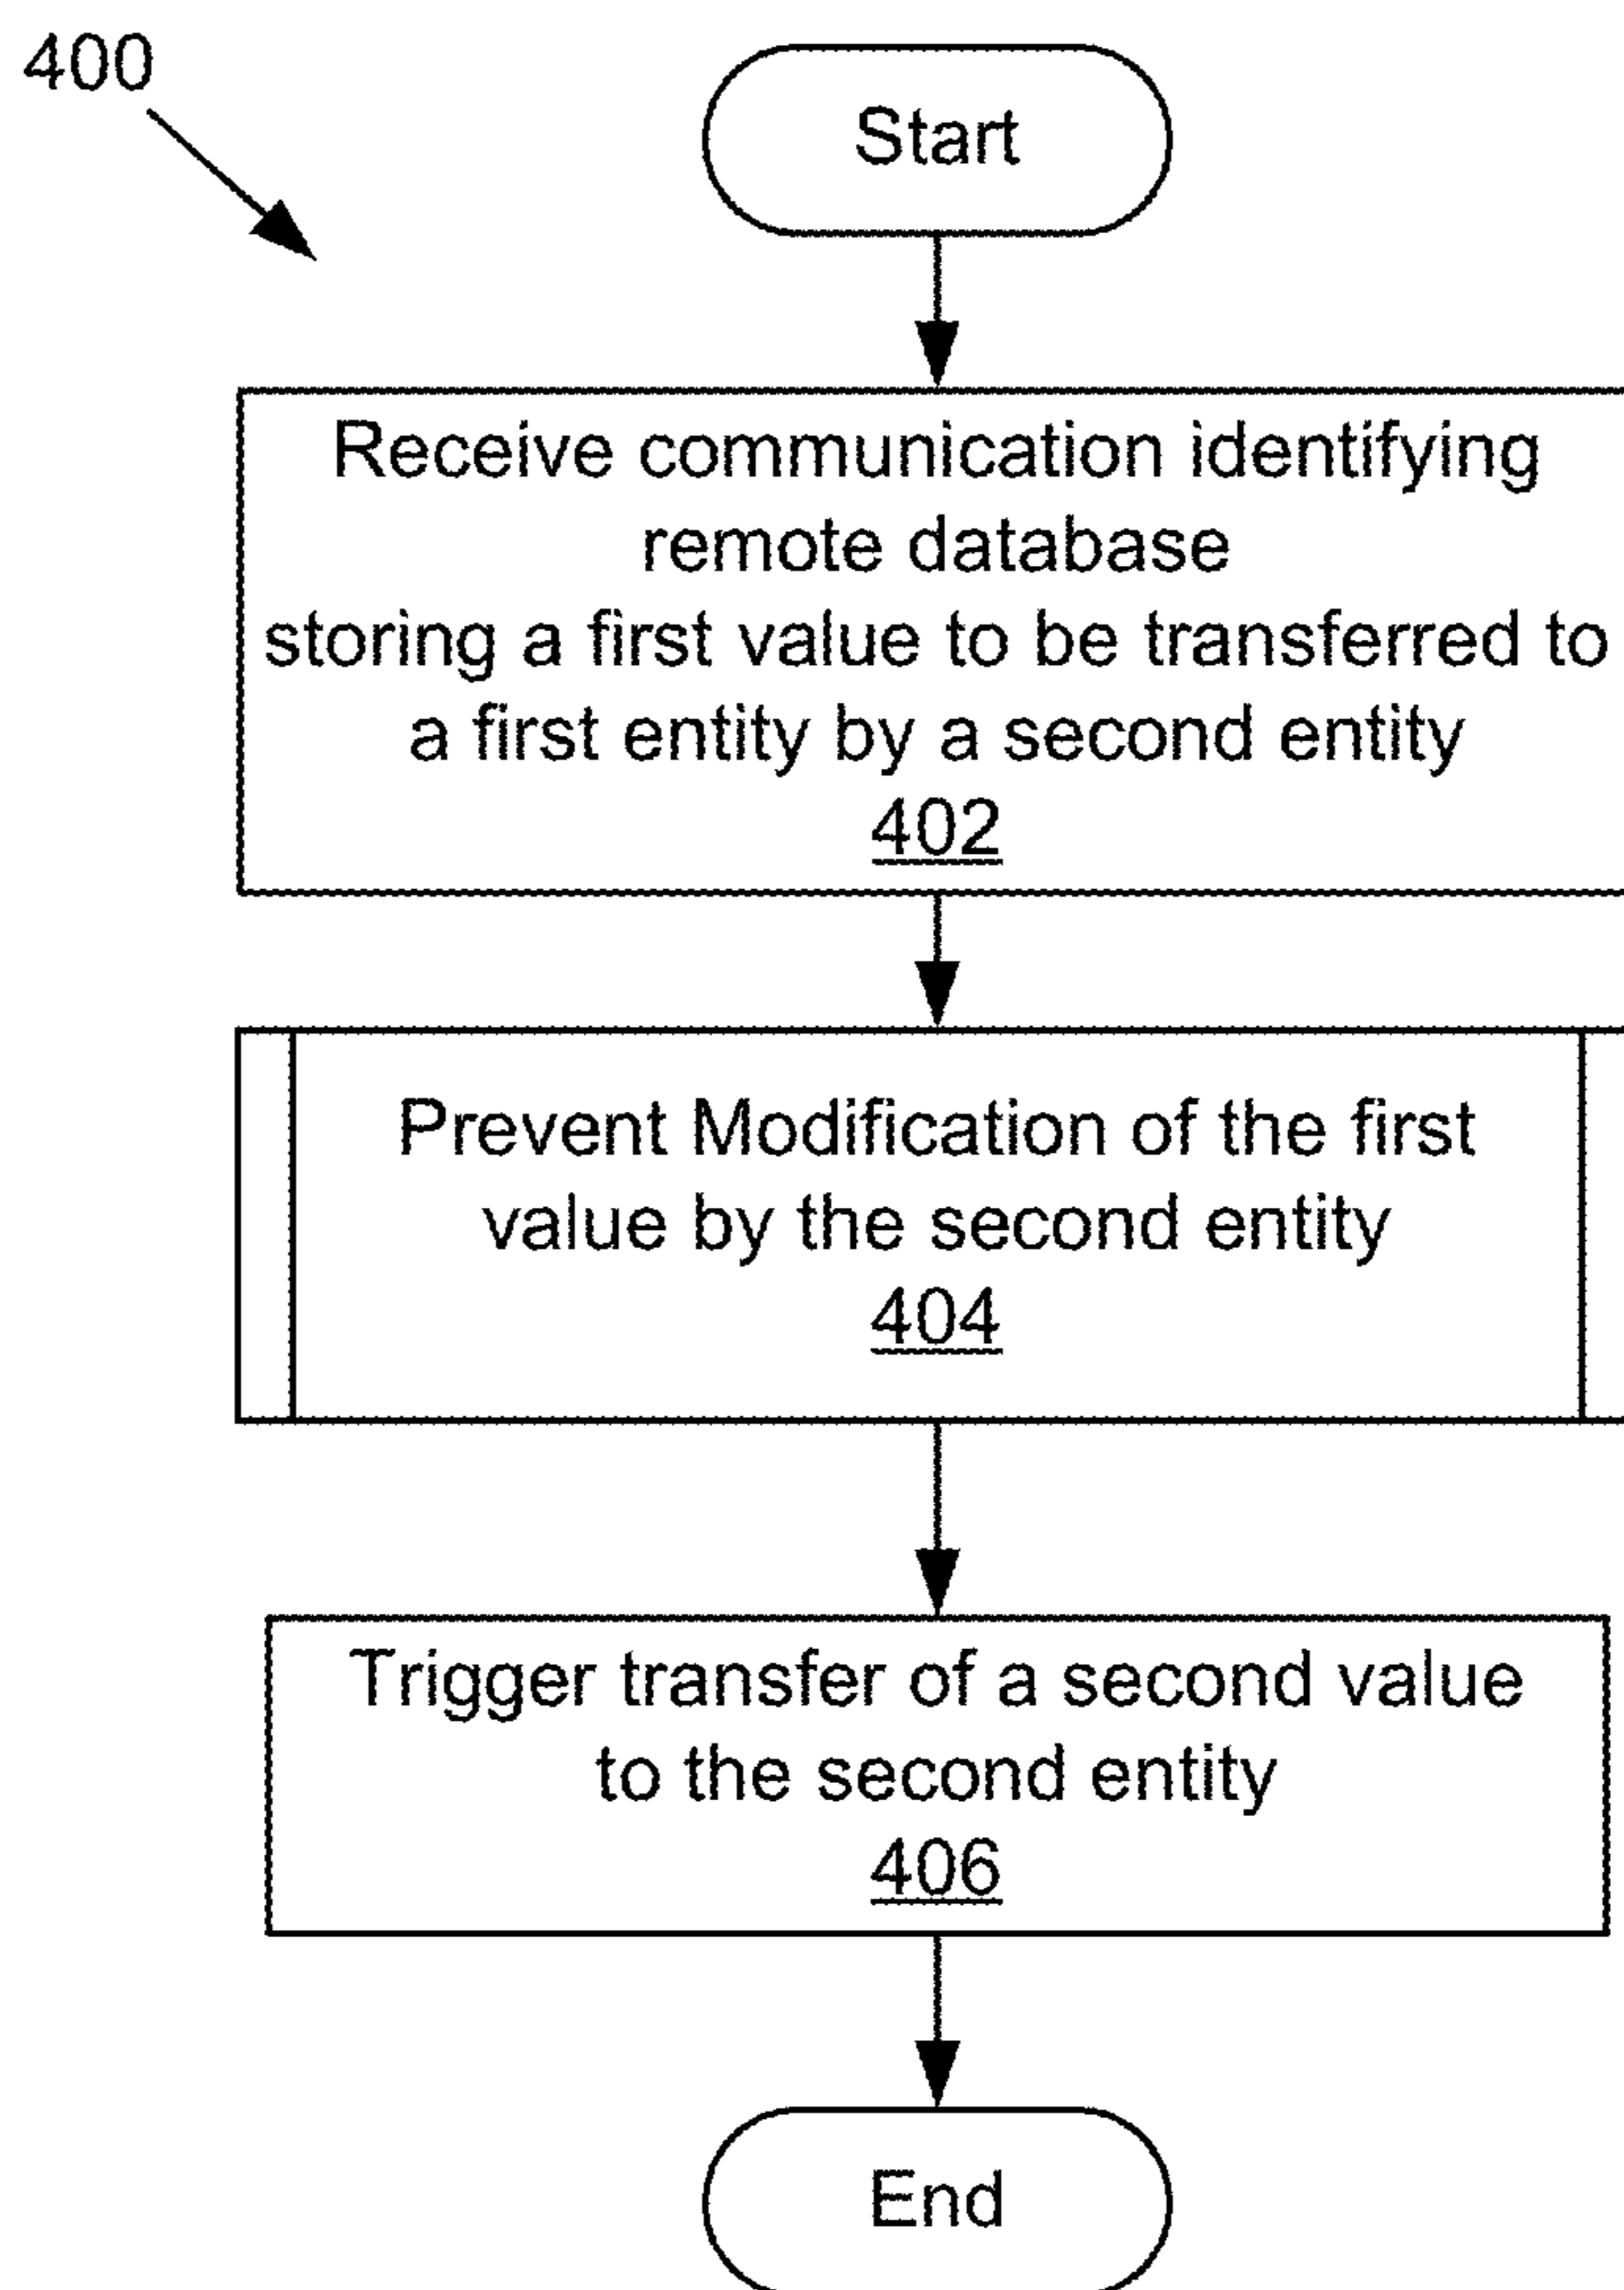 400
Start
Receive communication identifying
remote database
storing a first value to be transferred to
a first entity by a second entity
402
Prevent Modification of the first
value by the second entity
404
Trigger transfer of a second value
to the second entity
406
End